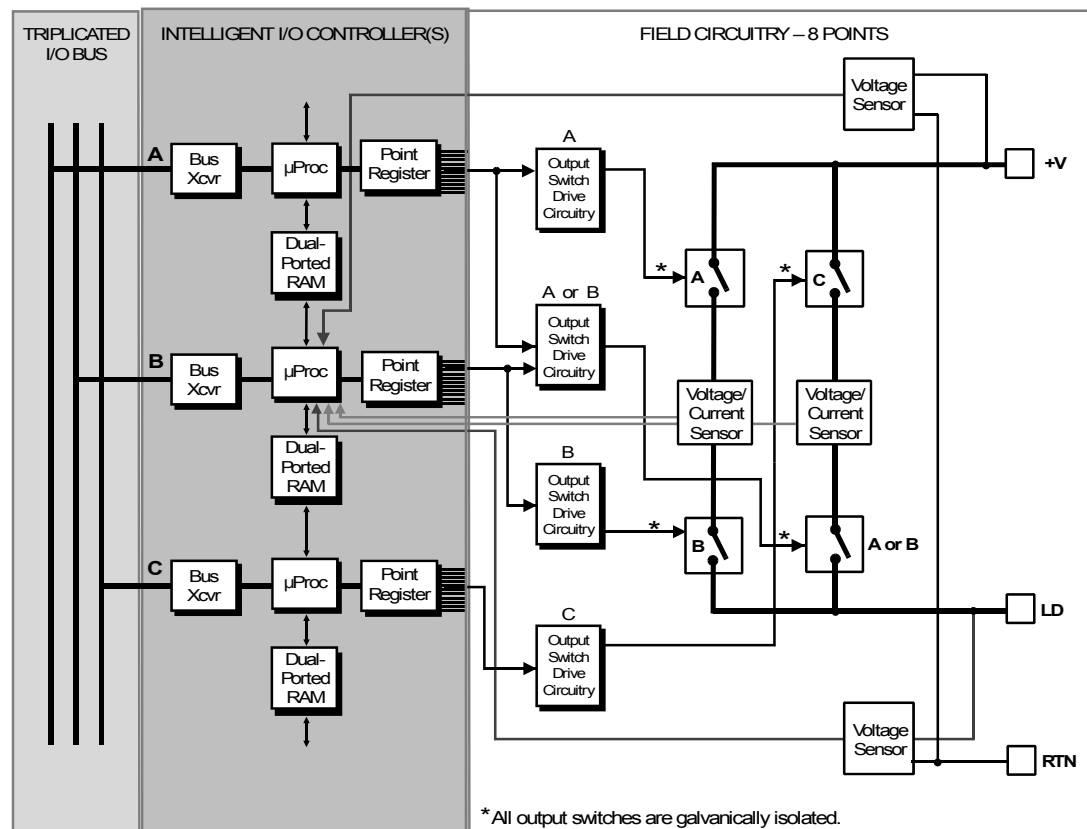 TRIPLICATED
I/O BUS
INTELLIGENT I/O CONTROLLER(S)
FIELD CIRCUITRY – 8 POINTS
Voltage
Sensor
A
Bus
Xcvr
µProc
Point
Register
A
Output
Switch
Drive
Circuitry
+V
Dual-
Ported
RAM
* A
* C
A or B
Output
Switch
Drive
Circuitry
B
Bus
Xcvr
µProc
Point
Register
Voltage/
Current
Sensor
Voltage/
Current
Sensor
Dual-
Ported
RAM
B
Output
Switch
Drive
Circuitry
* B
* A or B
C
Bus
Xcvr
µProc
Point
Register
LD
C
Output
Switch
Drive
Circuitry
Dual-
Ported
RAM
Voltage
Sensor
RTN
*All output switches are galvanically isolated.